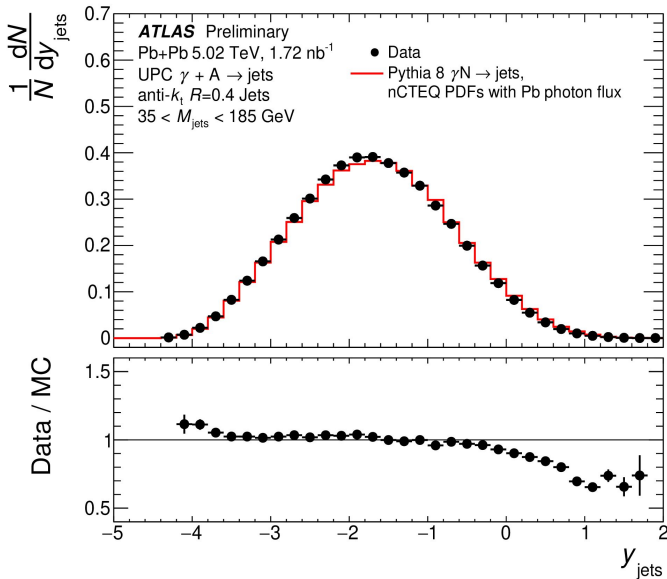 1/N dN/dy_jets
0.7
0.6
0.5
0.4
0.3
0.2
0.1
0
ATLAS Preliminary
Pb+Pb 5.02 TeV, 1.72 nb⁻¹
UPC γ + A → jets
anti-kₜ R=0.4 Jets
35 < M_jets < 185 GeV
Data
Pythia 8 γN → jets,
nCTEQ PDFs with Pb photon flux
Data / MC
1.5
1
0.5
−5 −4 −3 −2 −1 0 1 2
y_jets